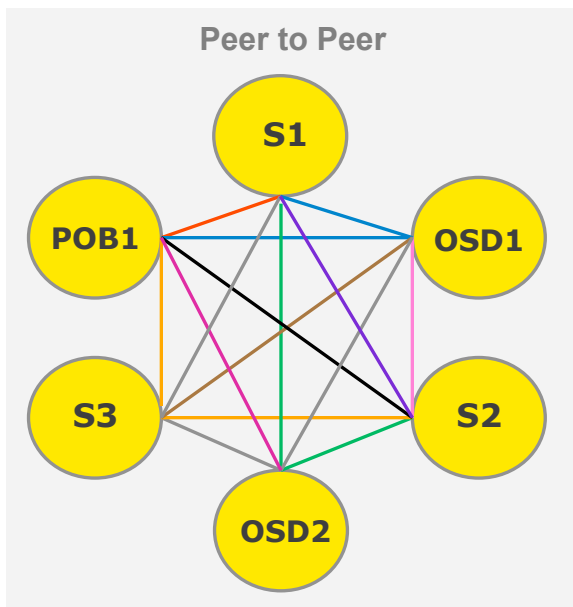 Peer to Peer
S1
POB1
OSD1
S3
S2
OSD2